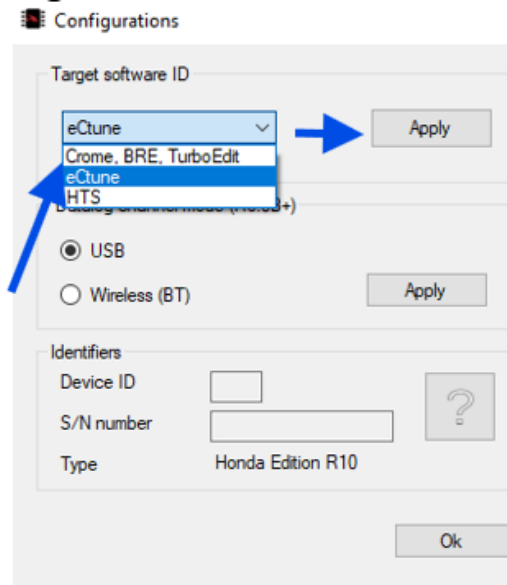 Configurations
Target software ID
eCtune
Apply
Crome, BRE, TurboEdit
eCtune
HTS
USB
Wireless (BT)
Apply
Identifiers
Device ID
S/N number
?
Type
Honda Edition R10
Ok